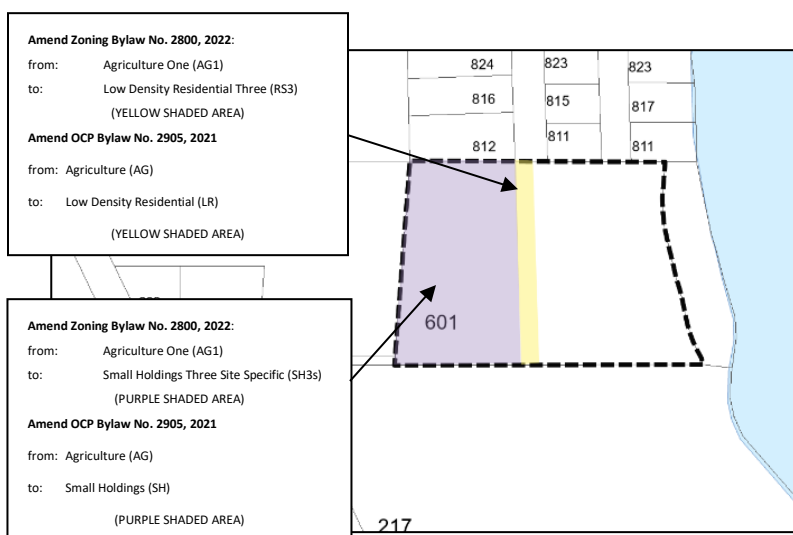 Amend Zoning Bylaw No. 2800, 2022:
from: Agriculture One (AG1)
to: Low Density Residential Three (RS3)
(YELLOW SHADED AREA)
Amend OCP Bylaw No. 2905, 2021
from: Agriculture (AG)
to: Low Density Residential (LR)
(YELLOW SHADED AREA)
Amend Zoning Bylaw No. 2800, 2022:
from: Agriculture One (AG1)
to: Small Holdings Three Site Specific (SH3s)
(PURPLE SHADED AREA)
Amend OCP Bylaw No. 2905, 2021
from: Agriculture (AG)
to: Small Holdings (SH)
(PURPLE SHADED AREA)
824 823 823
816 815 817
812 811 811
601
217